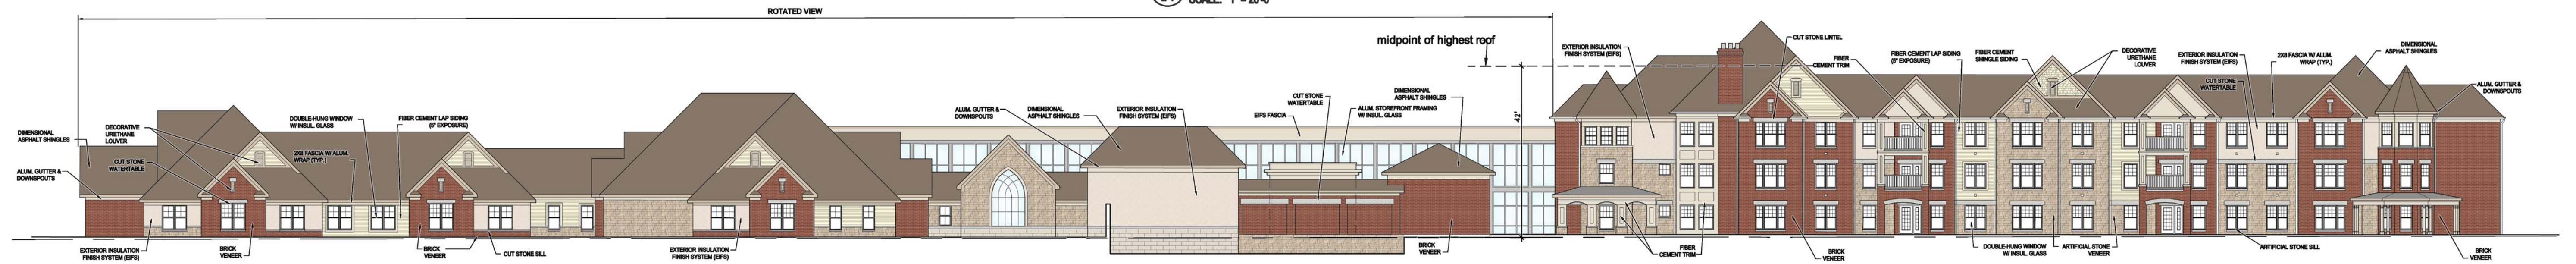 ROTATED VIEW
midpoint of highest roof
42'
DIMENSIONAL
ASPHALT SHINGLES
ALUM. GUTTER &
DOWNSPOUTS
DECORATIVE
URETHANE
LOUVER
CUT STONE
WATERTABLE
EXTERIOR INSULATION
FINISH SYSTEM (EIFS)
BRICK
VENEER
DOUBLE-HUNG WINDOW
W/ INSUL. GLASS
2X8 FASCIA W/ ALUM.
WRAP (TYP.)
FIBER CEMENT LAP SIDING
(5" EXPOSURE)
BRICK
VENEER
CUT STONE SILL
EXTERIOR INSULATION
FINISH SYSTEM (EIFS)
ALUM. GUTTER &
DOWNSPOUTS
DIMENSIONAL
ASPHALT SHINGLES
EXTERIOR INSULATION
FINISH SYSTEM (EIFS)
EIFS FASCIA
CUT STONE
WATERTABLE
ALUM. STOREFRONT FRAMING
W/ INSUL. GLASS
DIMENSIONAL
ASPHALT SHINGLES
BRICK
VENEER
EXTERIOR INSULATION
FINISH SYSTEM (EIFS)
FIBER
CEMENT TRIM
CUT STONE LINTEL
FIBER
CEMENT TRIM
BRICK
VENEER
FIBER CEMENT LAP SIDING
(5" EXPOSURE)
FIBER CEMENT
SHINGLE SIDING
DECORATIVE
URETHANE
LOUVER
DOUBLE-HUNG WINDOW
W/ INSUL. GLASS
ARTIFICIAL STONE
VENEER
EXTERIOR INSULATION
FINISH SYSTEM (EIFS)
CUT STONE
WATERTABLE
2X8 FASCIA W/ ALUM.
WRAP (TYP.)
ARTIFICIAL STONE SILL
DIMENSIONAL
ASPHALT SHINGLES
ALUM. GUTTER &
DOWNSPOUTS
BRICK
VENEER